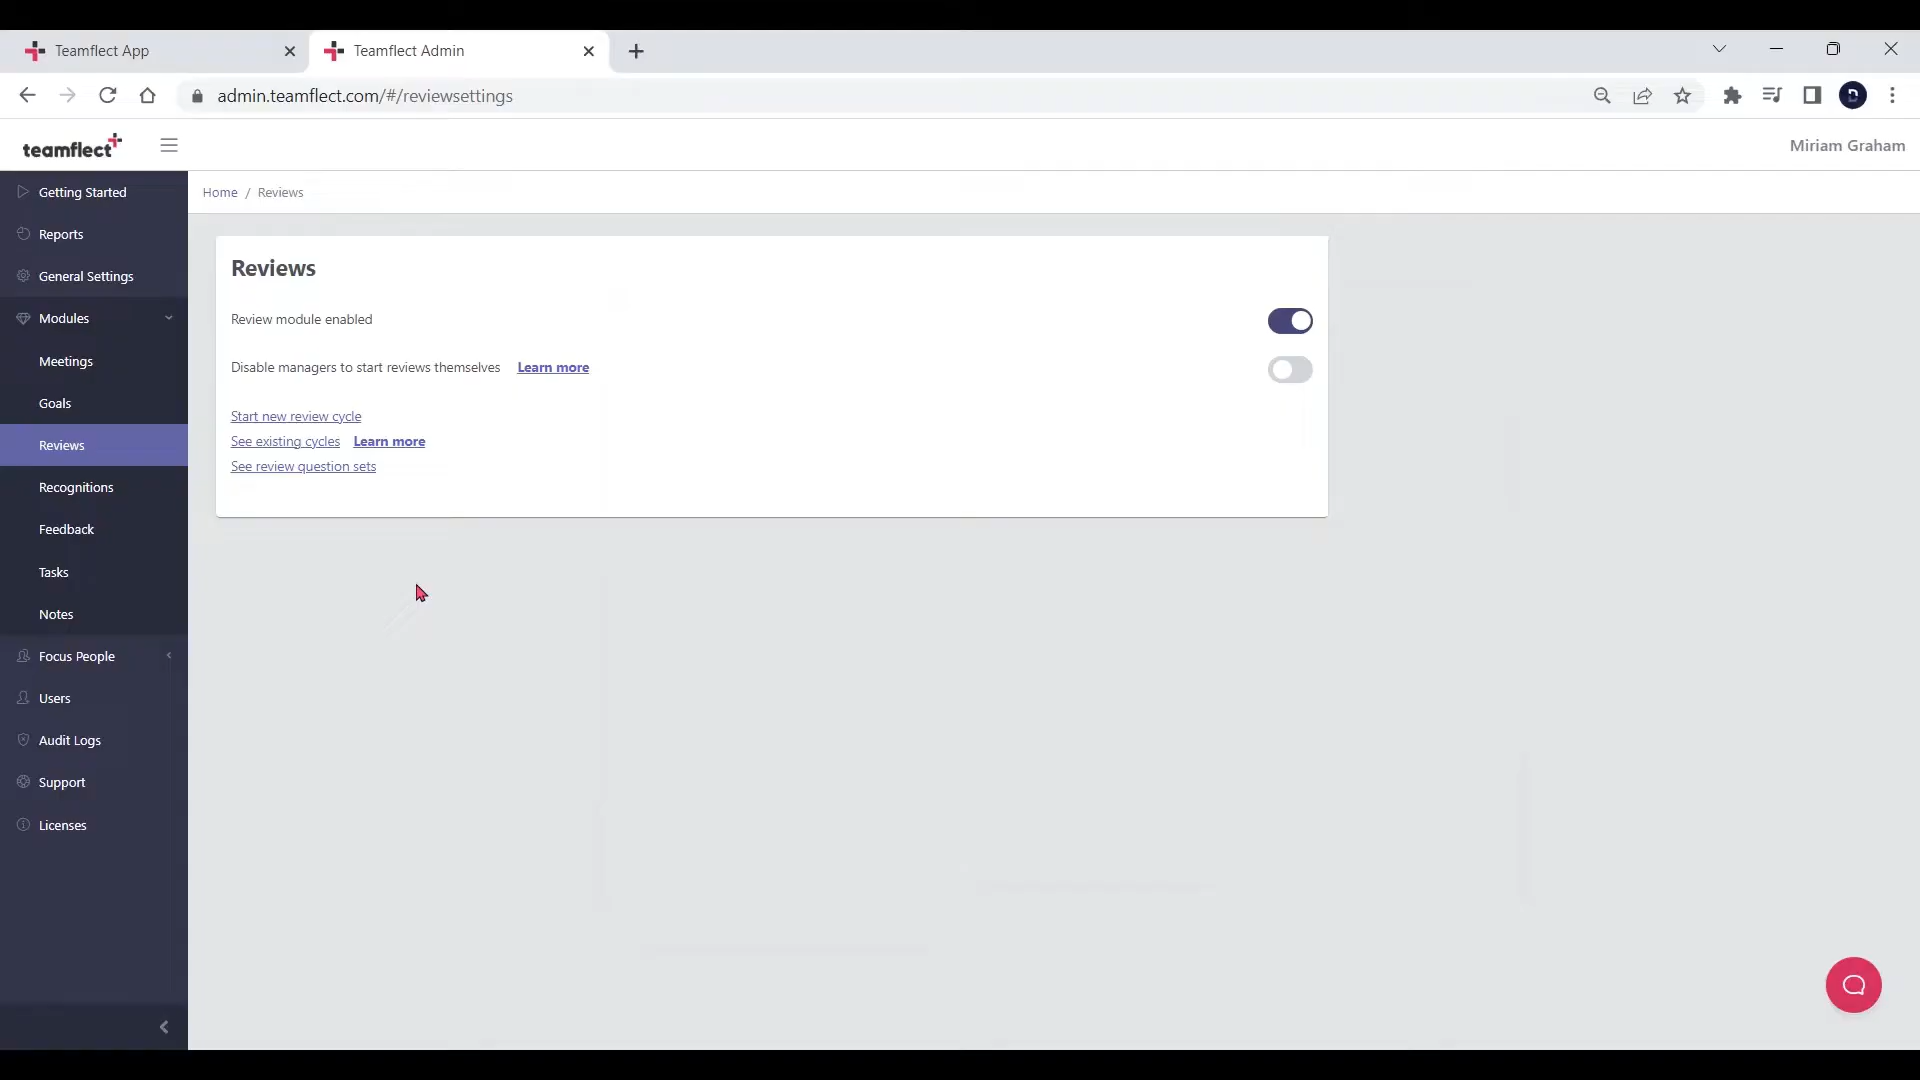 Teamflect App
Teamflect Admin
admin.teamflect.com/#/reviewsettings
teamflect
Miriam Graham
Getting Started
Home / Reviews
Reports
General Settings
Modules
Meetings
Goals
Reviews
Recognitions
Feedback
Tasks
Notes
Focus People
Users
Audit Logs
Support
Licenses
Reviews
Review module enabled
Disable managers to start reviews themselves Learn more
Start new review cycle
See existing cycles Learn more
See review question sets